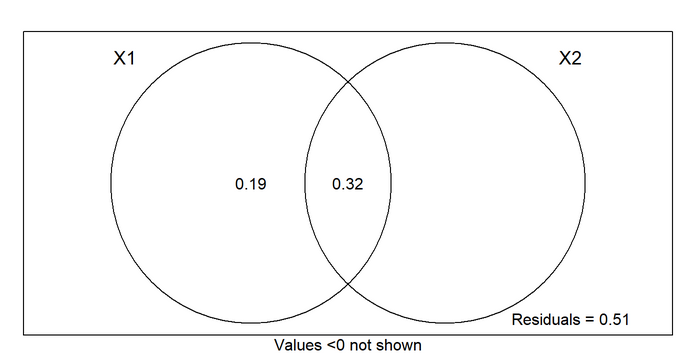 X1
X2
0.19
0.32
Residuals = 0.51
Values <0 not shown